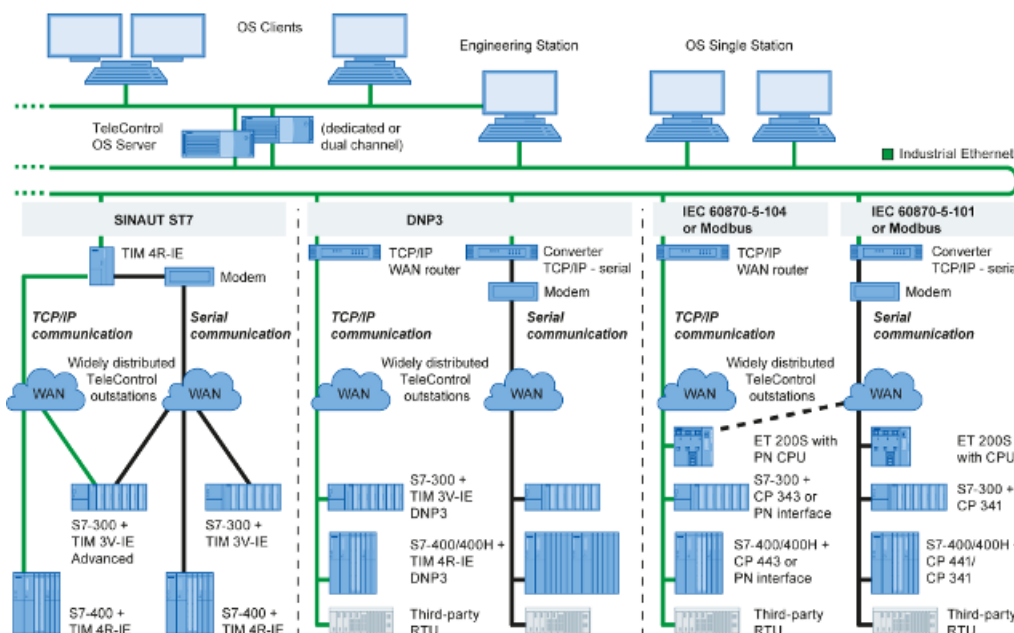 OS Clients
Engineering Station
OS Single Station
TeleControl
OS Server
(dedicated or
dual channel)
Industrial Ethernet
SINAUT ST7
DNP3
IEC 60870-5-104
or Modbus
IEC 60870-5-101
or Modbus
TIM 4R-IE
Modem
TCP/IP
WAN router
Converter
TCP/IP - serial
Modem
TCP/IP
WAN router
Converter
TCP/IP - serial
Modem
TCP/IP
communication
Serial
communication
TCP/IP
communication
Serial
communication
TCP/IP
communication
Serial
communication
Widely distributed
TeleControl
outstations
WAN
WAN
Widely distributed
TeleControl
outstations
WAN
WAN
Widely distributed
TeleControl
outstations
WAN
WAN
S7-300 +
TIM 3V-IE
Advanced
S7-300 +
TIM 3V-IE
S7-400 +
TIM 4R-IE
S7-400 +
TIM 4R-IE
S7-300 +
TIM 3V-IE
DNP3
S7-400/400H +
TIM 4R-IE
DNP3
Third-party
RTU
ET 200S with
PN CPU
S7-300 +
CP 343 or
PN interface
S7-400/400H +
CP 443 or
PN interface
Third-party
RTU
ET 200S
with CPU
S7-300 +
CP 341
S7-400/400H +
CP 441/
CP 341
Third-party
RTU